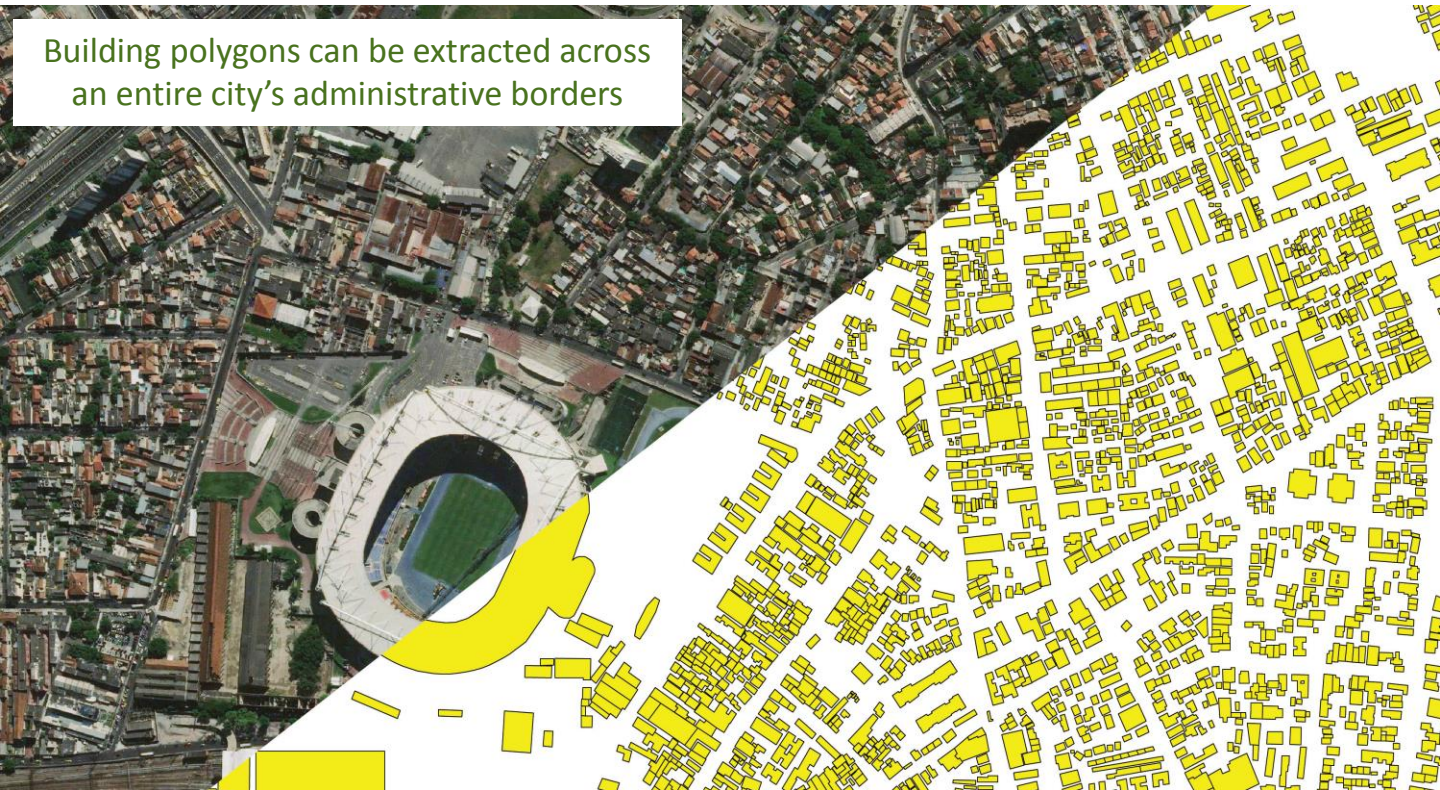 Building polygons can be extracted across
an entire city’s administrative borders